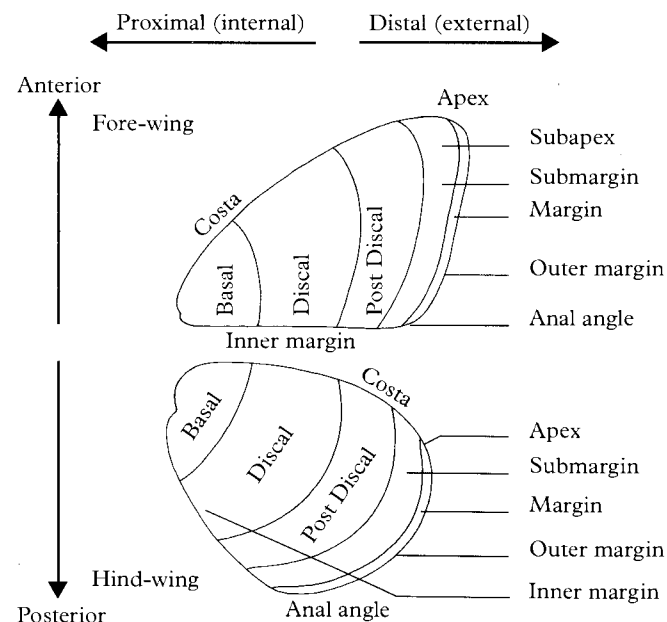 Proximal (internal)
Distal (external)
Anterior
Apex
Fore-wing
Subapex
Submargin
Costa
Margin
Basal
Discal
Post Discal
Outer margin
Anal angle
Inner margin
Costa
Basal
Discal
Post Discal
Apex
Submargin
Margin
Outer margin
Hind-wing
Inner margin
Anal angle
Posterior